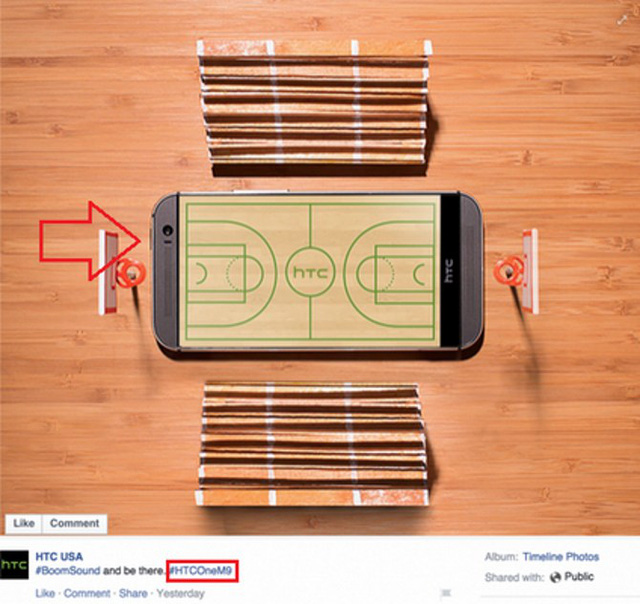 hTC
hTC
Like Comment
hTC
HTC USA
#BoomSound and be there. #HTCOneM9
Like · Comment · Share · Yesterday
Album: Timeline Photos
Shared with: Public